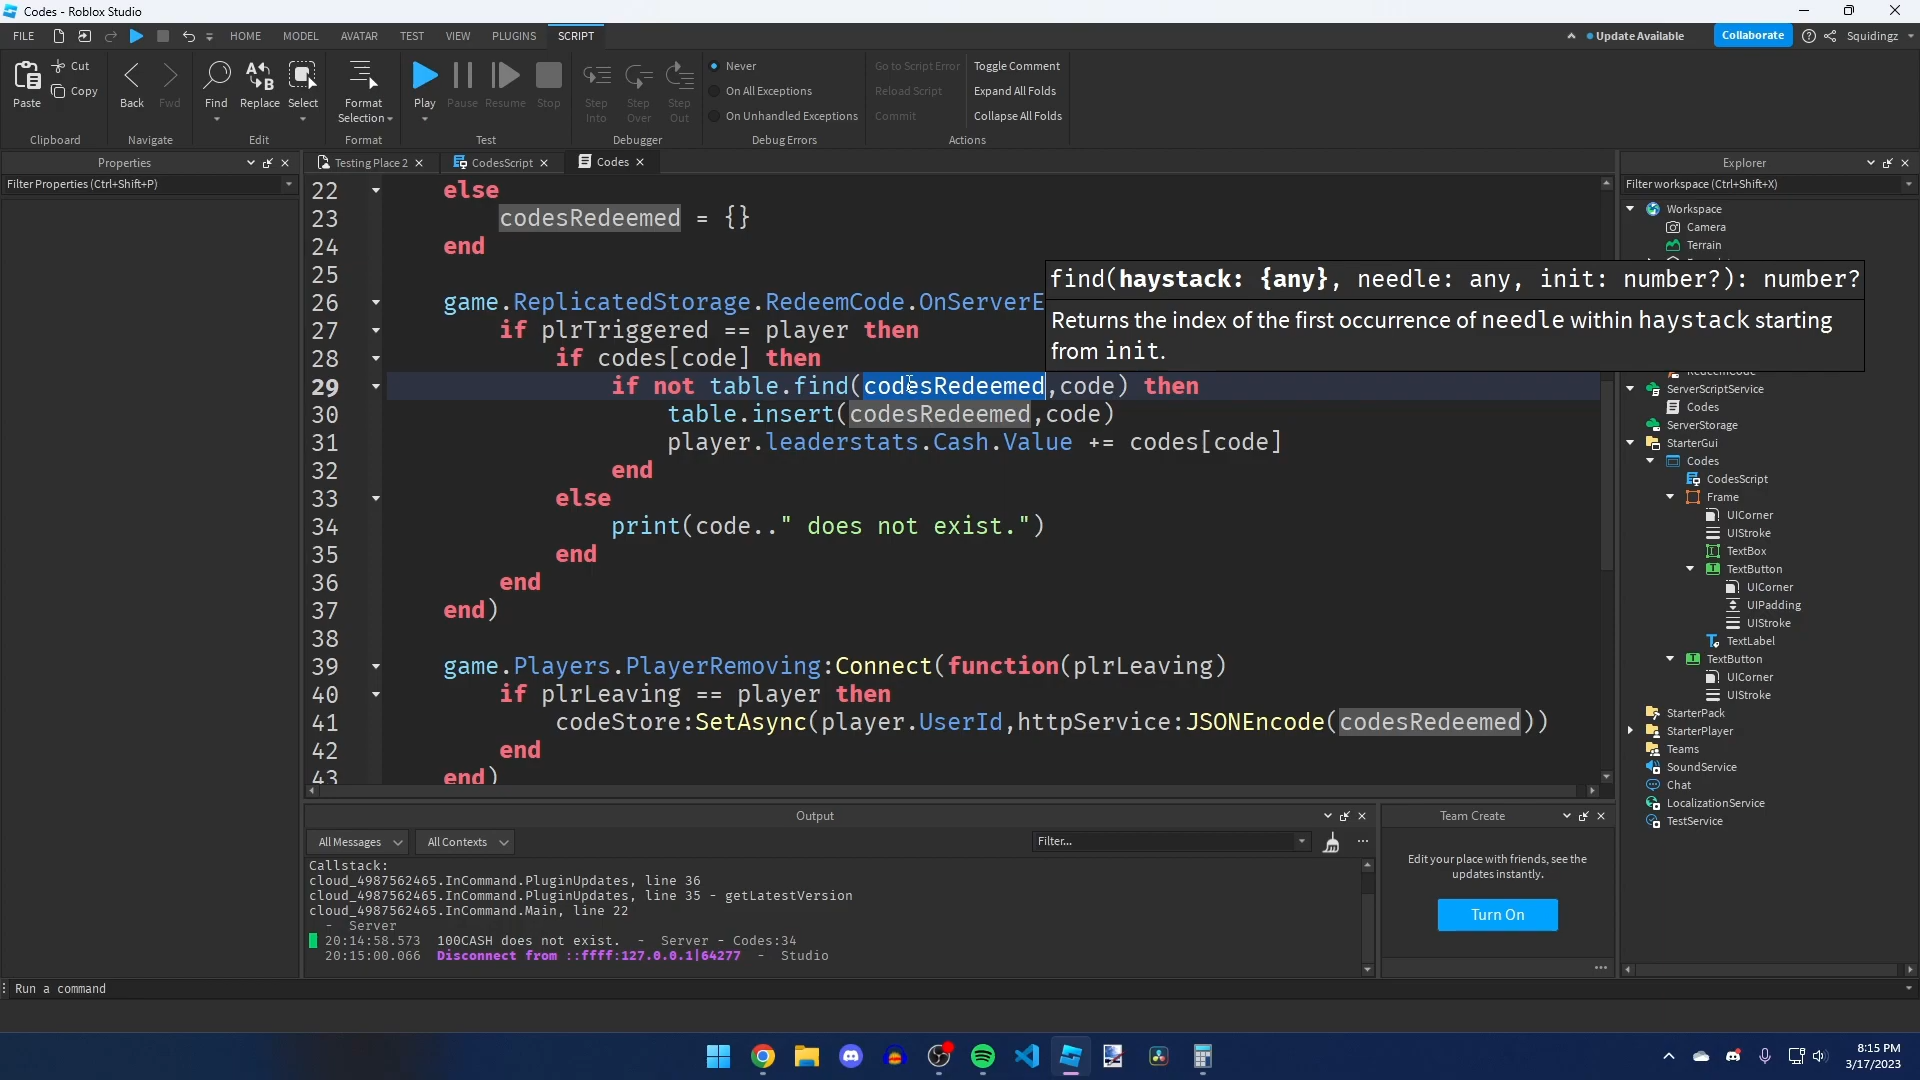 Codes - Roblox Studio
FILE
HOME
MODEL
AVATAR
TEST
VIEW
PLUGINS
SCRIPT
Update Available
Collaborate
Squidingz
Paste
Cut
Copy
Clipboard
Back
Fwd
Navigate
Find
Replace
Select
Edit
Format
Selection
Format
Play
Pause
Resume
Stop
Test
Step
Into
Step
Over
Step
Out
Debugger
Never
On All Exceptions
On Unhandled Exceptions
Debug Errors
Go to Script Error
Reload Script
Commit
Toggle Comment
Expand All Folds
Collapse All Folds
Actions
Properties
Filter Properties (Ctrl+Shift+P)
Testing Place 2
CodesScript
Codes
22 else
23 codesRedeemed = {}
24 end
25
26 game.ReplicatedStorage.RedeemCode.OnServerE
27 if plrTriggered == player then
28 if codes[code] then
29 if not table.find(codesRedeemed,code) then
30 table.insert(codesRedeemed,code)
31 player.leaderstats.Cash.Value += codes[code]
32 end
33 else
34 print(code.." does not exist.")
35 end
36 end
37 end)
38
39 game.Players.PlayerRemoving:Connect(function(plrLeaving)
40 if plrLeaving == player then
41 codeStore:SetAsync(player.UserId,httpService:JSONEncode(codesRedeemed))
42 end
43 end)
find(haystack: {any}, needle: any, init: number?): number?
Returns the index of the first occurrence of needle within haystack starting
from init.
Output
All Messages
All Contexts
Filter...
Callstack:
cloud_4987562465.InCommand.PluginUpdates, line 36
cloud_4987562465.InCommand.PluginUpdates, line 35 - getLatestVersion
cloud_4987562465.InCommand.Main, line 22
- Server
20:14:58.573 100CASH does not exist. - Server - Codes:34
20:15:00.066 Disconnect from ::ffff:127.0.0.1|64277 - Studio
Team Create
Edit your place with friends, see the
updates instantly.
Turn On
Explorer
Filter workspace (Ctrl+Shift+X)
Workspace
Camera
Terrain
RedeemCode
ServerScriptService
Codes
ServerStorage
StarterGui
Codes
CodesScript
Frame
UICorner
UIStroke
TextBox
TextButton
UICorner
UIPadding
UIStroke
TextLabel
TextButton
UICorner
UIStroke
StarterPack
StarterPlayer
Teams
SoundService
Chat
LocalizationService
TestService
Run a command
8:15 PM
3/17/2023